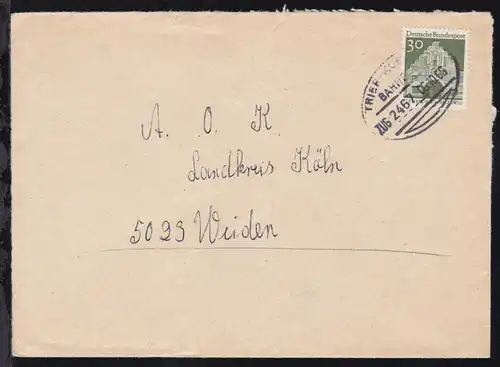 Deutsche Bundespost
30
TRIER
BAHN
ZUG 2467
A. O. K
Landkreis Köln
5023 Weiden